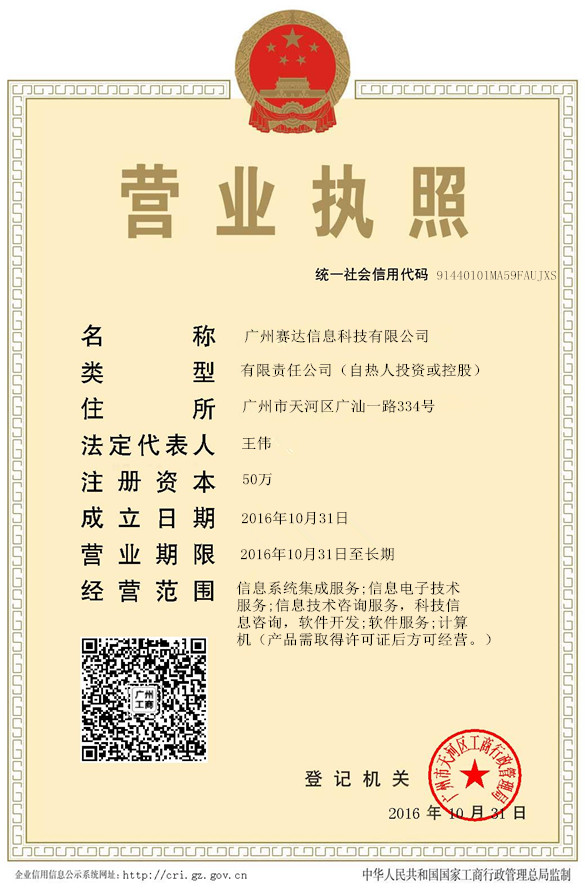 营业执照
统一社会信用代码 91440101MA59FAUJXS
名 称 广州赛达信息科技有限公司
类 型 有限责任公司（自热人投资或控股）
住 所 广州市天河区广汕一路334号
法定代表人 王伟
注册资本 50万
成立日期 2016年10月31日
营业期限 2016年10月31日至长期
经营范围 信息系统集成服务;信息电子技术
服务;信息技术咨询服务，科技信
息咨询，软件开发;软件服务;计算
机（产品需取得许可证后方可经营。）
广州
工商
广州市天河区工商行政管理局
登记机关
2016 年 10 月 31 日
企业信用信息公示系统网址:http://cri.gz.gov.cn
中华人民共和国国家工商行政管理总局监制